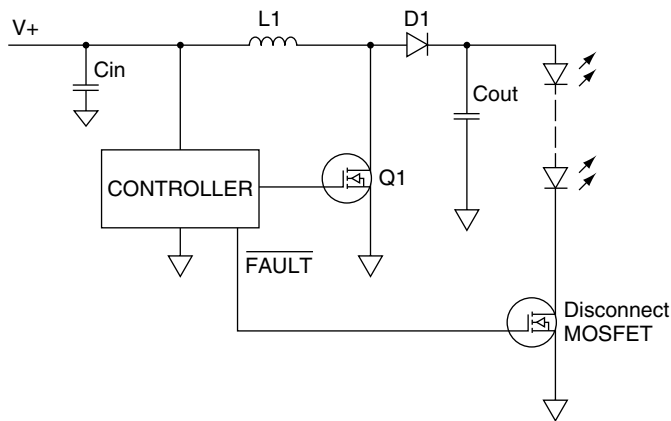 V+
L1
D1
Cin
Cout
CONTROLLER
Q1
FAULT
Disconnect
MOSFET